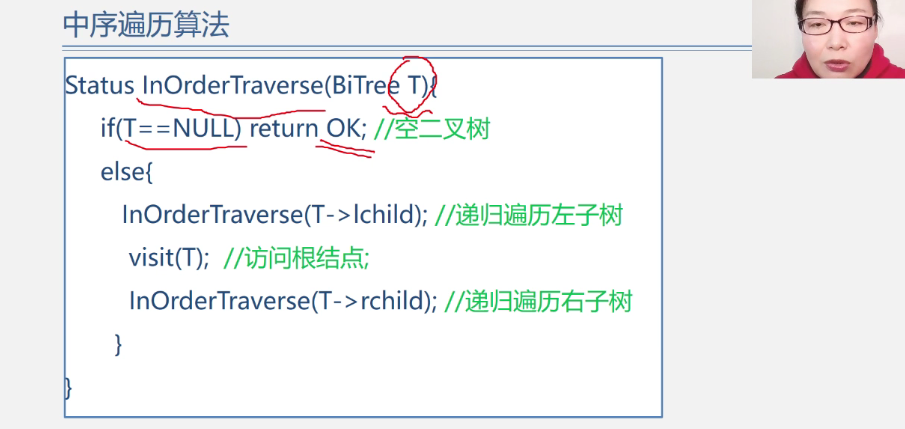 中序遍历算法
Status InOrderTraverse(BiTree T){
if(T==NULL) return OK; //空二叉树
else{
InOrderTraverse(T->lchild); //递归遍历左子树
visit(T); //访问根结点;
InOrderTraverse(T->rchild); //递归遍历右子树
}
}